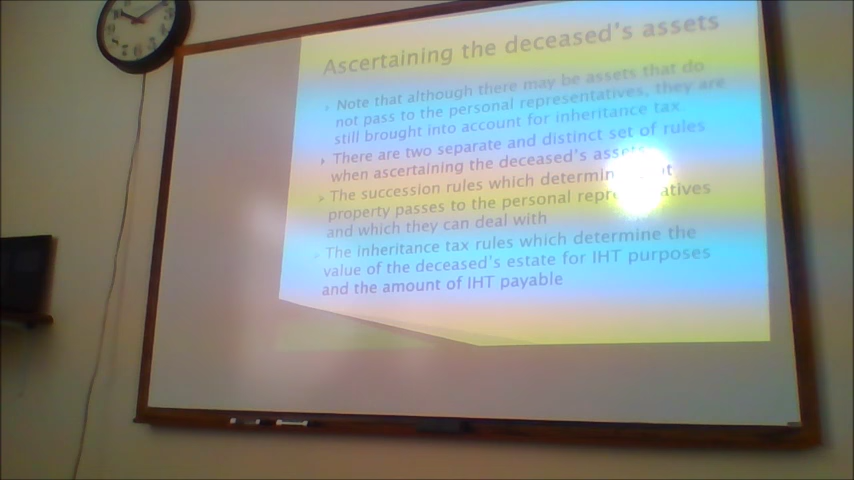 Ascertaining the deceased's assets
Note that although there may be assets that do
not pass to the personal representatives, they are
still brought into account for inheritance tax.
There are two separate and distinct set of rules
when ascertaining the deceased's
The succession rules which
property passes to the personal
and which they can deal with
The inheritance tax rules which determine the
value of the deceased's estate for IHT purposes
and the amount of IHT payable